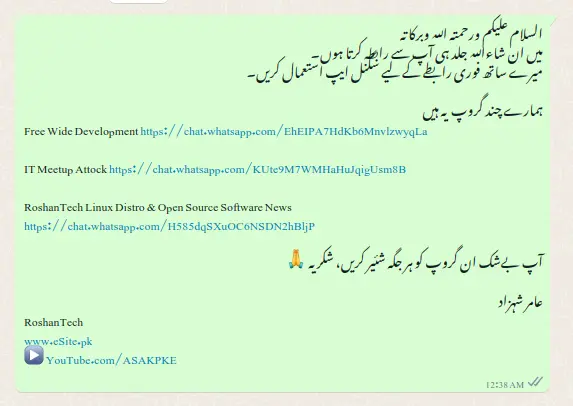 السلام علیکم ورحمتہ اللہ وبرکاتہ
میں ان شاءاللہ جلد ہی آپ سے رابطہ کرتا ہوں۔
میرے ساتھ فوری رابطے کے لیے سگنل ایپ استعمال کریں۔
ہمارے چند گروپ یہ ہیں
Free Wide Development https://chat.whatsapp.com/EhEIPA7HdKb6MnvlzwyqLa
IT Meetup Attock https://chat.whatsapp.com/KUte9M7WMHaHuJqigUsm8B
RoshanTech Linux Distro & Open Source Software News
https://chat.whatsapp.com/H585dqSXuOC6NSDN2hBljP
آپ بے شک ان گروپ کو ہر جگہ شئیر کریں، شکریہ 🙏
عامر شہزاد
RoshanTech
www.eSite.pk
▶️ YouTube.com/ASAKPKE
12:38 AM